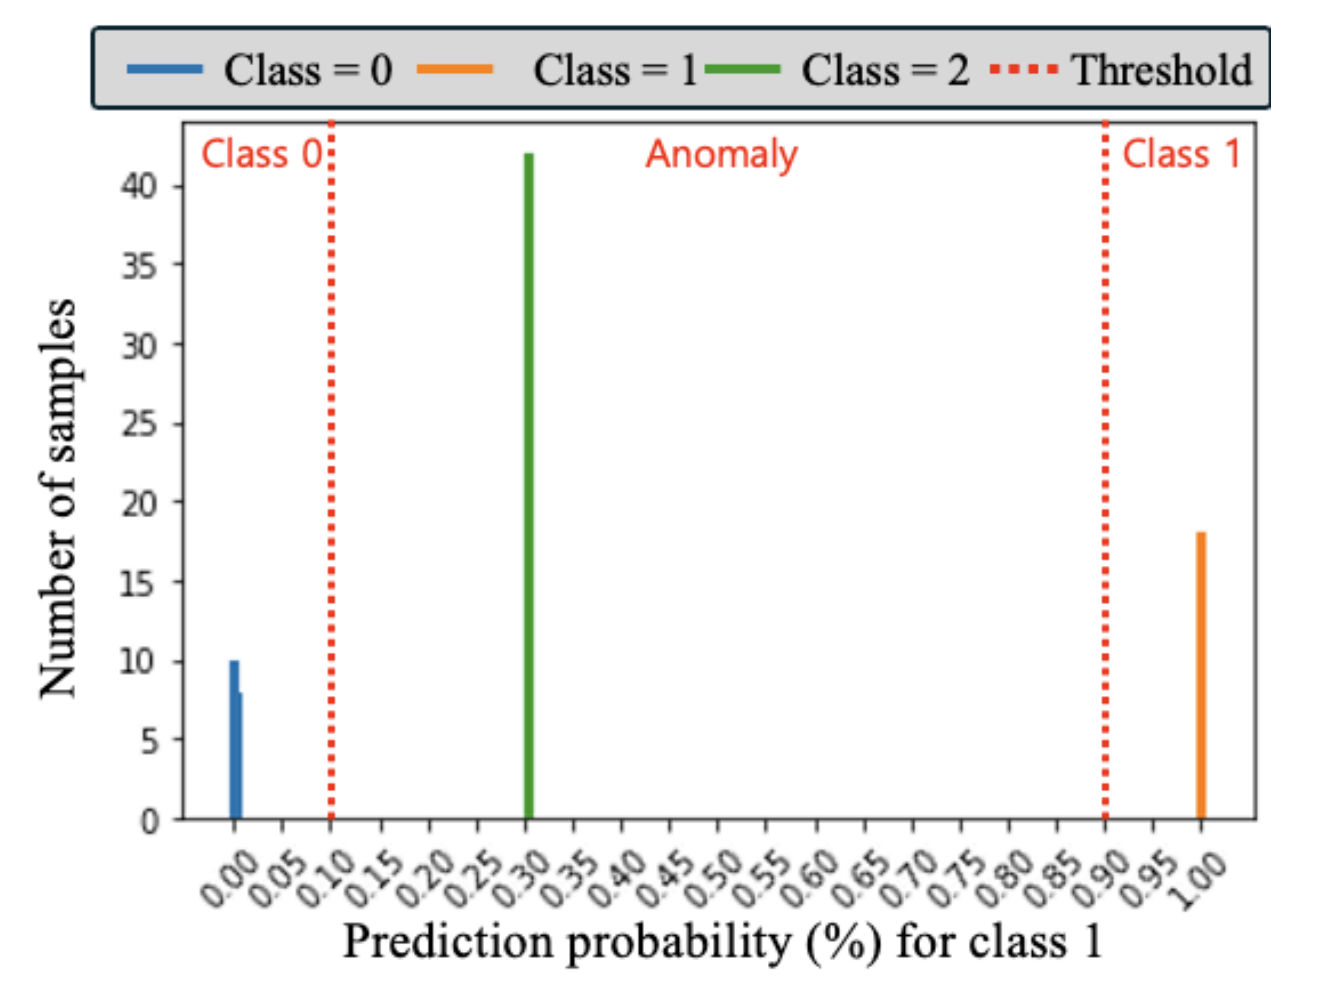 Class = 0 Class = 1 Class = 2 Threshold
Class 0 Anomaly Class 1
40
35
30
25
20
15
10
5
0
Number of samples
0.00 0.05 0.10 0.15 0.20 0.25 0.30 0.35 0.40 0.45 0.50 0.55 0.60 0.65 0.70 0.75 0.80 0.85 0.90 0.95 1.00
Prediction probability (%) for class 1